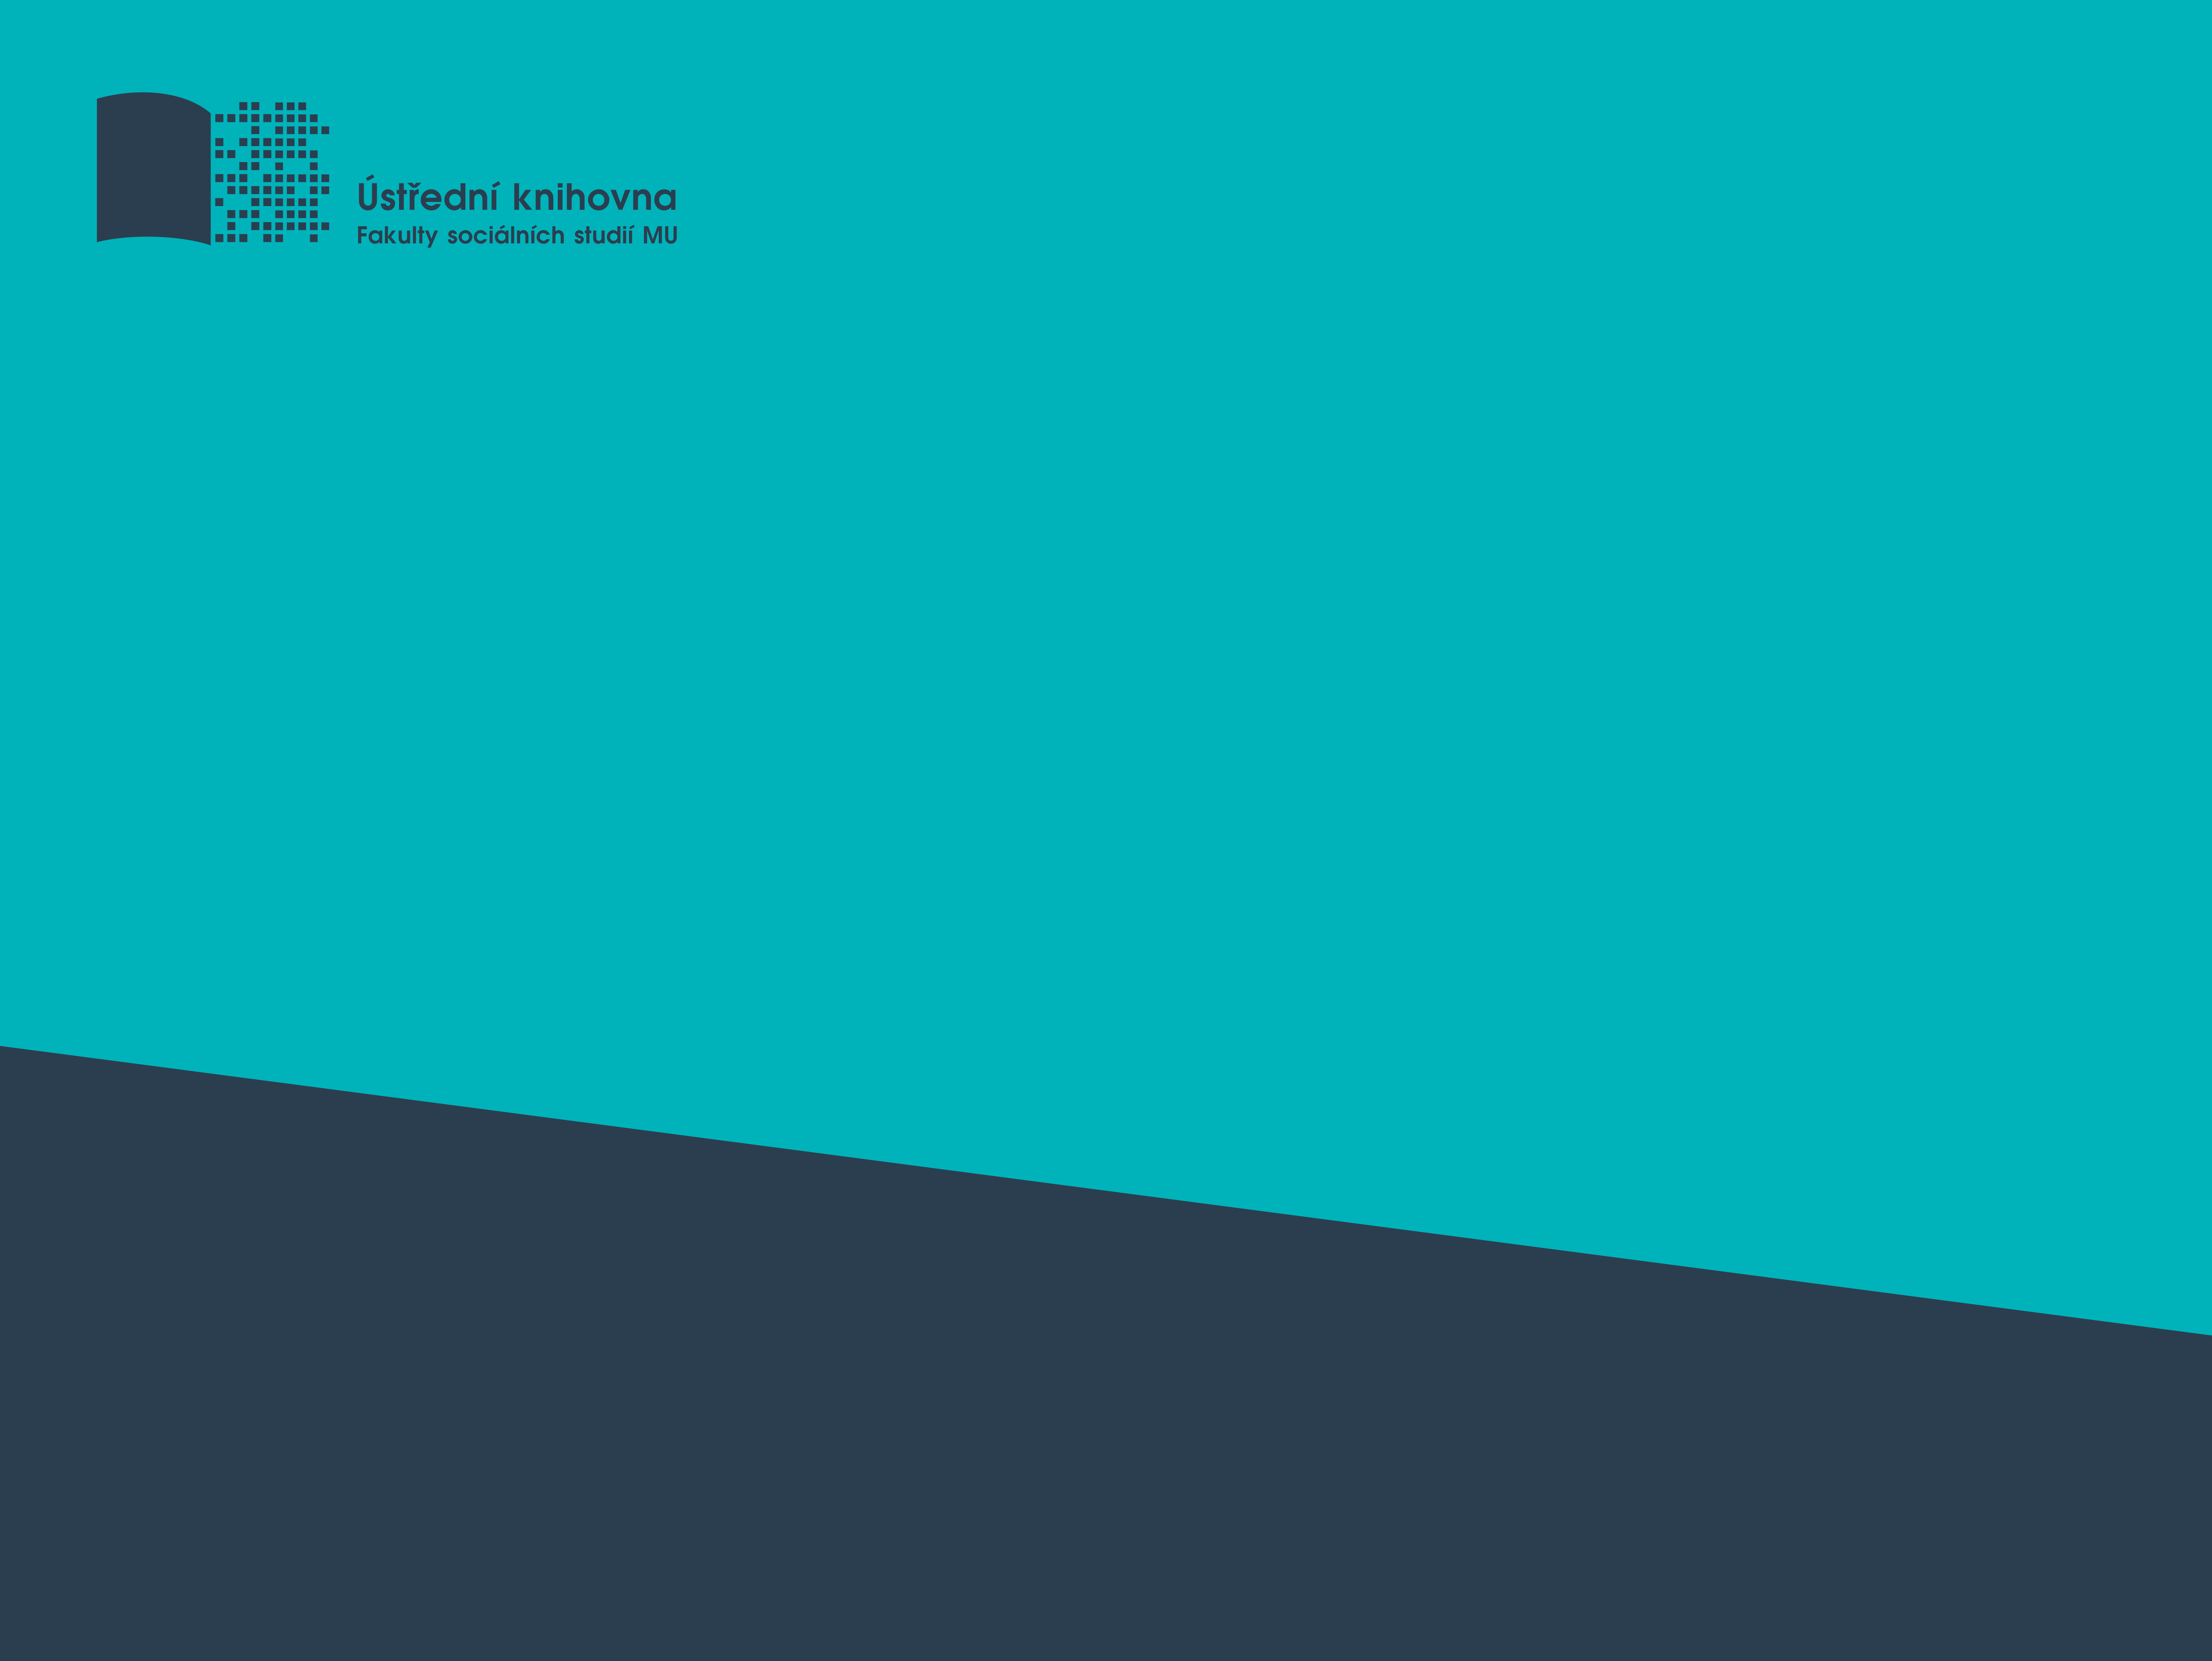 Ústřední knihovna
Fakulty sociálních studií MU